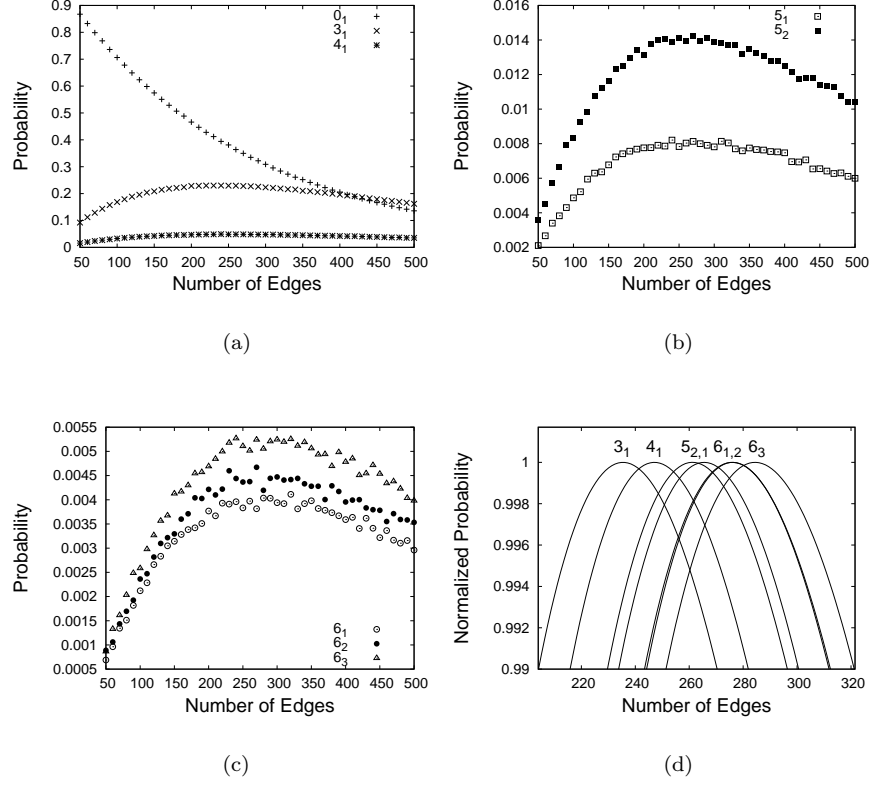 0.9
0.8
0.7
0.6
0.5
0.4
0.3
0.2
0.1
0
50 100 150 200 250 300 350 400 450 500
Probability
Number of Edges
0₁
3₁
4₁
(a)
0.016
0.014
0.012
0.01
0.008
0.006
0.004
0.002
50 100 150 200 250 300 350 400 450 500
Probability
Number of Edges
5₁
5₂
(b)
0.0055
0.005
0.0045
0.004
0.0035
0.003
0.0025
0.002
0.0015
0.001
0.0005
50 100 150 200 250 300 350 400 450 500
Probability
Number of Edges
6₁
6₂
6₃
(c)
1
0.998
0.996
0.994
0.992
0.99
220 240 260 280 300 320
Normalized Probability
Number of Edges
3₁ 4₁ 5₂,₁ 6₁,₂ 6₃
(d)